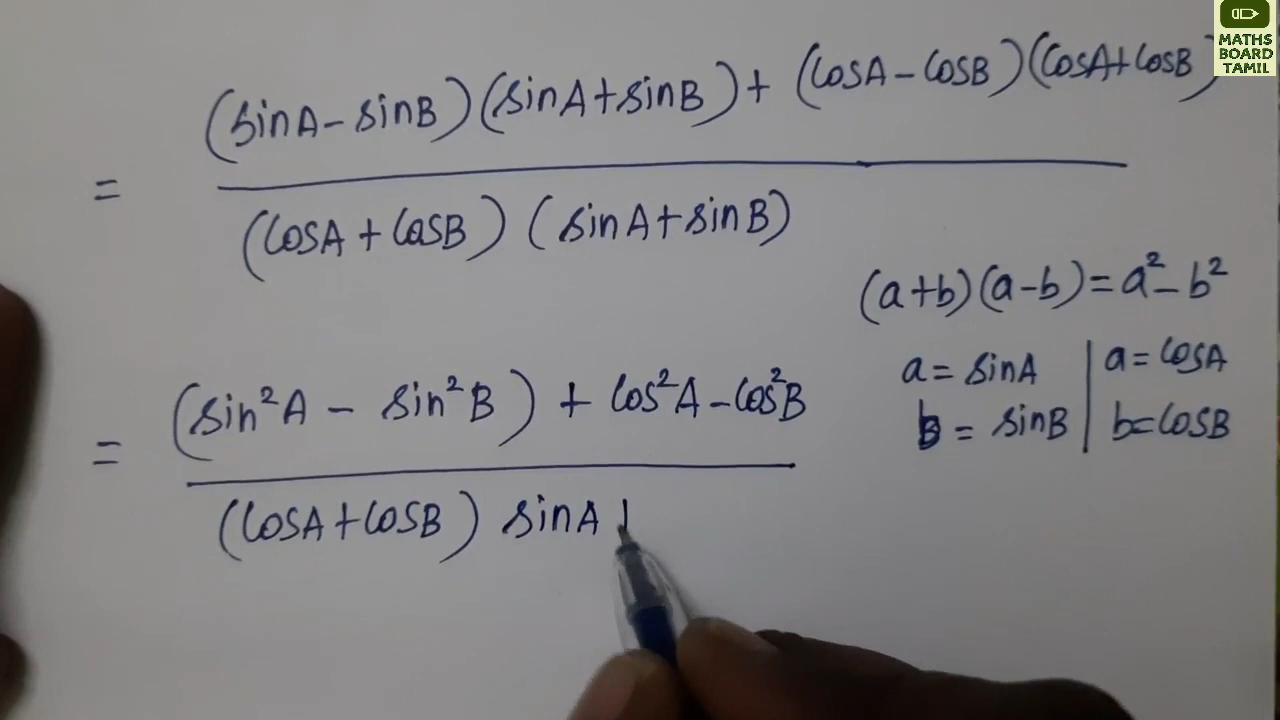 MATHS
BOARD
TAMIL
(sinA - sinB)(sinA + sinB) + (cosA - cosB)(cosA + cosB)
=
(cosA + cosB) (sinA + sinB)
(a+b)(a-b) = a² - b²
a = sinA | a = cosA
b = sinB | b = cosB
(sin²A - sin²B) + cos²A - cos²B
=
(cosA + cosB) sinA